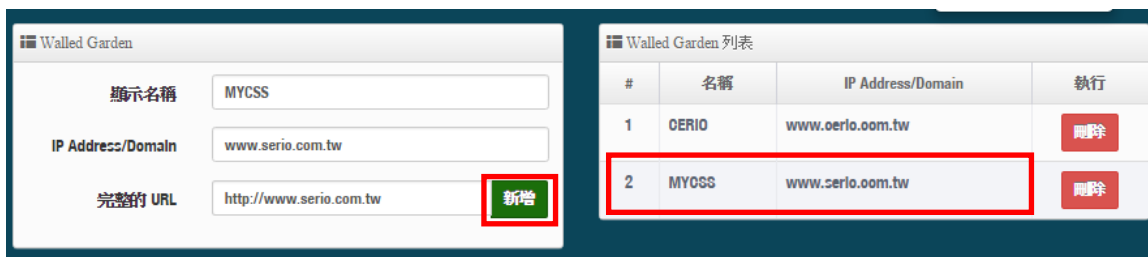 Walled Garden
顯示名稱 MYCSS
IP Address/Domain www.serio.com.tw
完整的 URL http://www.serio.com.tw 新增
Walled Garden 列表
# 名稱 IP Address/Domain 執行
1 CERIO www.cerio.com.tw 刪除
2 MYCSS www.serio.com.tw 刪除